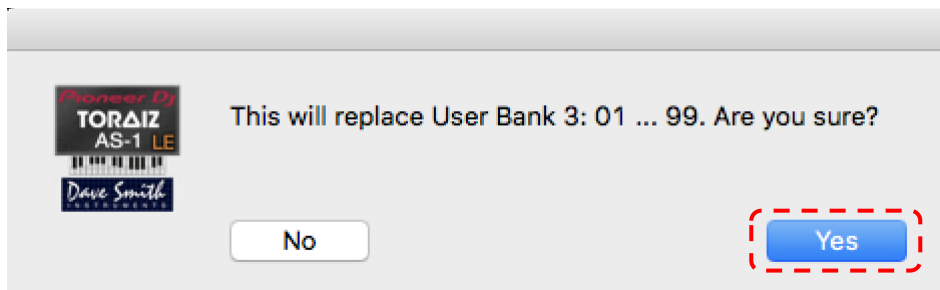 Pioneer Dj
TORΔIZ
AS-1 LE
Dave Smith
INSTRUMENTS
This will replace User Bank 3: 01 ... 99. Are you sure?
No
Yes